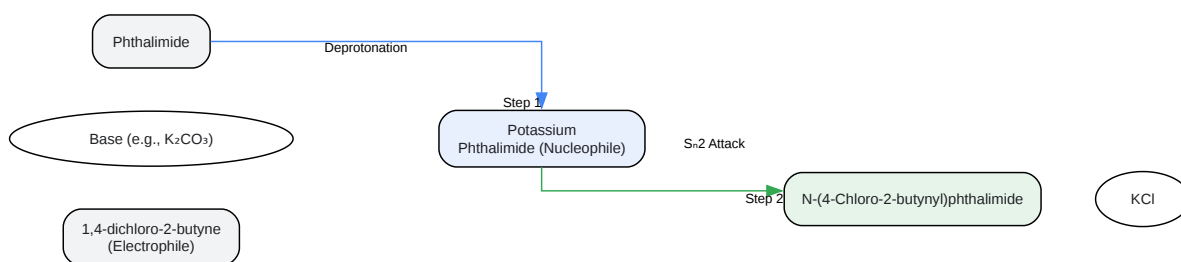 Phthalimide
Deprotonation
Step 1
Base (e.g., K₂CO₃)
Potassium
Phthalimide (Nucleophile)
Sₙ2 Attack
Step 2
N-(4-Chloro-2-butynyl)phthalimide
KCl
1,4-dichloro-2-butyne
(Electrophile)